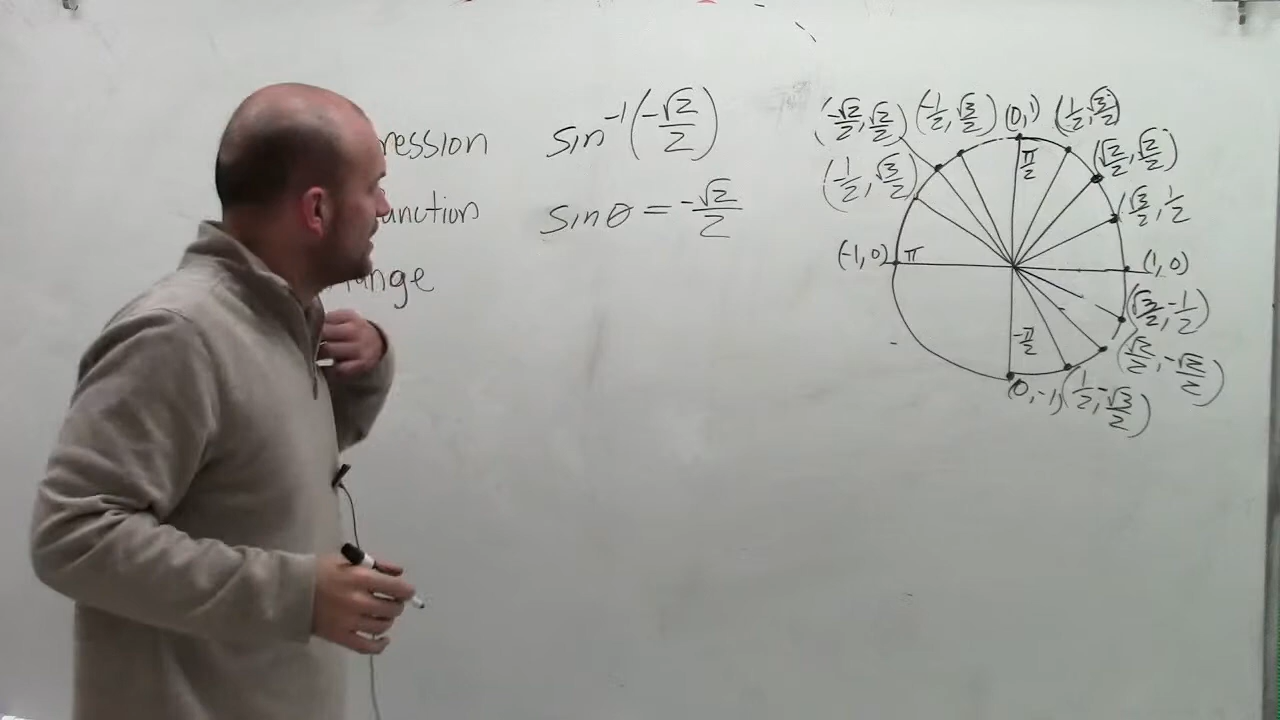 ression sin⁻¹(-√2/2)
unction sinθ = -√2/2
ange
(-√2/2, √2/2) (-1/2, √3/2) (0,1) (1/2, √3/2)
(-1/2, √3/2) π/2 (√2/2, √2/2)
(√3/2, 1/2
(-1,0) π (1,0)
(√3/2, -1/2)
-π/2 (√2/2, -√2/2)
(0,-1) (1/2, -√3/2)